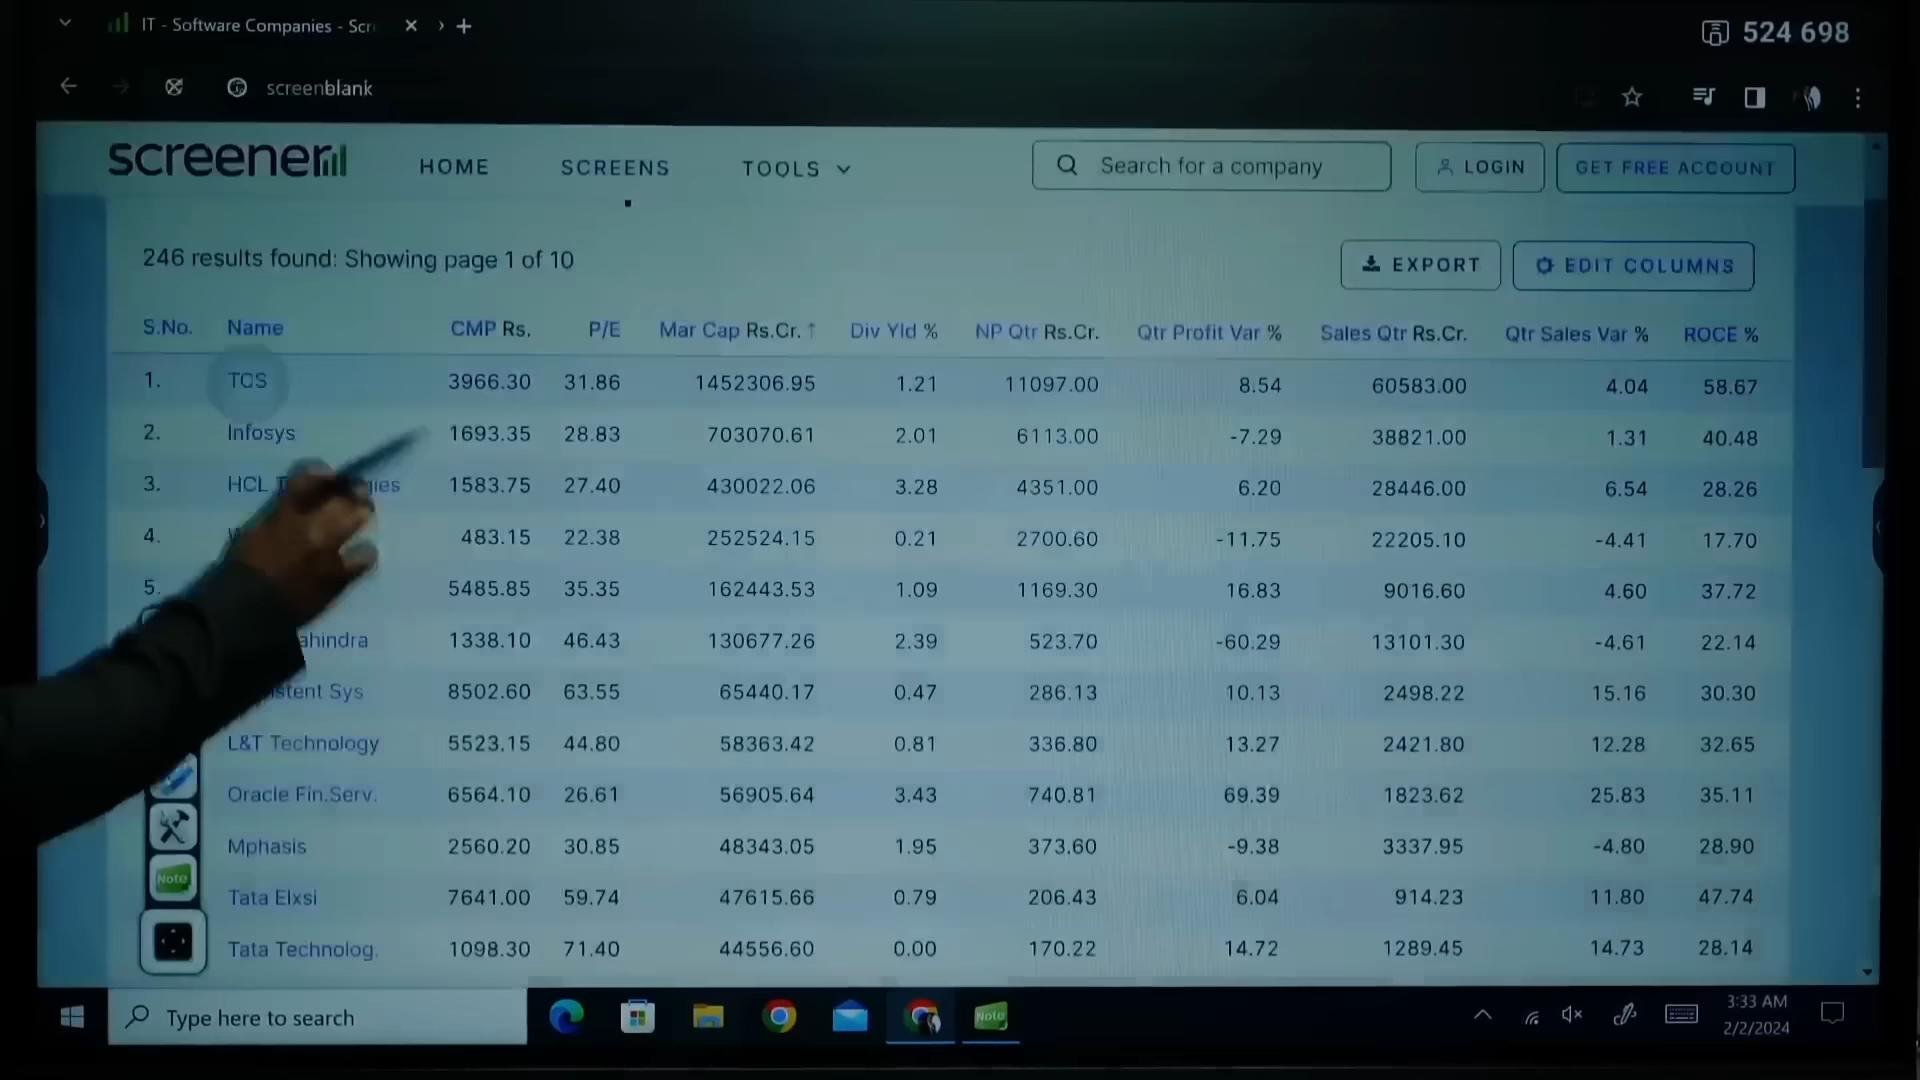 IT - Software Companies - Scr
524 698
screenblank
screener
HOME SCREENS TOOLS Search for a company LOGIN GET FREE ACCOUNT
246 results found: Showing page 1 of 10 EXPORT EDIT COLUMNS
S.No. Name CMP Rs. P/E Mar Cap Rs.Cr. ↑ Div Yld % NP Qtr Rs.Cr. Qtr Profit Var % Sales Qtr Rs.Cr. Qtr Sales Var % ROCE %
1. TCS 3966.30 31.86 1452306.95 1.21 11097.00 8.54 60583.00 4.04 58.67
2. Infosys 1693.35 28.83 703070.61 2.01 6113.00 -7.29 38821.00 1.31 40.48
3. HCL 1583.75 27.40 430022.06 3.28 4351.00 6.20 28446.00 6.54 28.26
4. 483.15 22.38 252524.15 0.21 2700.60 -11.75 22205.10 -4.41 17.70
5. 5485.85 35.35 162443.53 1.09 1169.30 16.83 9016.60 4.60 37.72
ahindra 1338.10 46.43 130677.26 2.39 523.70 -60.29 13101.30 -4.61 22.14
istent Sys 8502.60 63.55 65440.17 0.47 286.13 10.13 2498.22 15.16 30.30
L&T Technology 5523.15 44.80 58363.42 0.81 336.80 13.27 2421.80 12.28 32.65
Oracle Fin.Serv. 6564.10 26.61 56905.64 3.43 740.81 69.39 1823.62 25.83 35.11
Mphasis 2560.20 30.85 48343.05 1.95 373.60 -9.38 3337.95 -4.80 28.90
Tata Elxsi 7641.00 59.74 47615.66 0.79 206.43 6.04 914.23 11.80 47.74
Tata Technolog. 1098.30 71.40 44556.60 0.00 170.22 14.72 1289.45 14.73 28.14
Note
Type here to search
Note
3:33 AM
2/2/2024